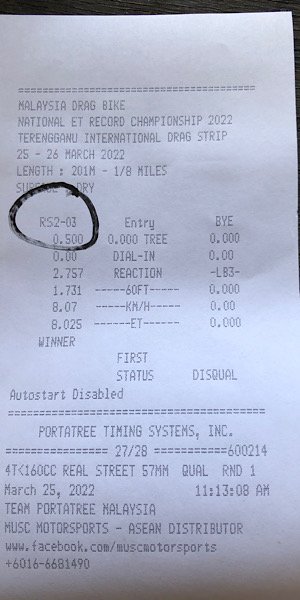 ========================================
MALAYSIA DRAG BIKE
NATIONAL ET RECORD CHAMPIONSHIP 2022
TERENGGANU INTERNATIONAL DRAG STRIP
25 - 26 MARCH 2022
LENGTH : 201M - 1/8 MILES
SURFACE : DRY
RS2-03 Entry BYE
0.500 0.000 TREE 0.000
0.00 DIAL-IN 0.00
2.757 REACTION -LB3-
1.731 -----60FT----- 0.000
8.07 -----KM/H----- 0.00
8.025 ------ET------ 0.000
WINNER
FIRST
STATUS DISQUAL
Autostart Disabled
========================================
PORTATREE TIMING SYSTEMS, INC.
================ 27/28 ===========600214
4T<160CC REAL STREET 57MM QUAL RND 1
March 25, 2022 11:13:08 AM
TEAM PORTATREE MALAYSIA
MUSC MOTORSPORTS - ASEAN DISTRIBUTOR
www.facebook.com/muscmotorsports
+6016-6681490